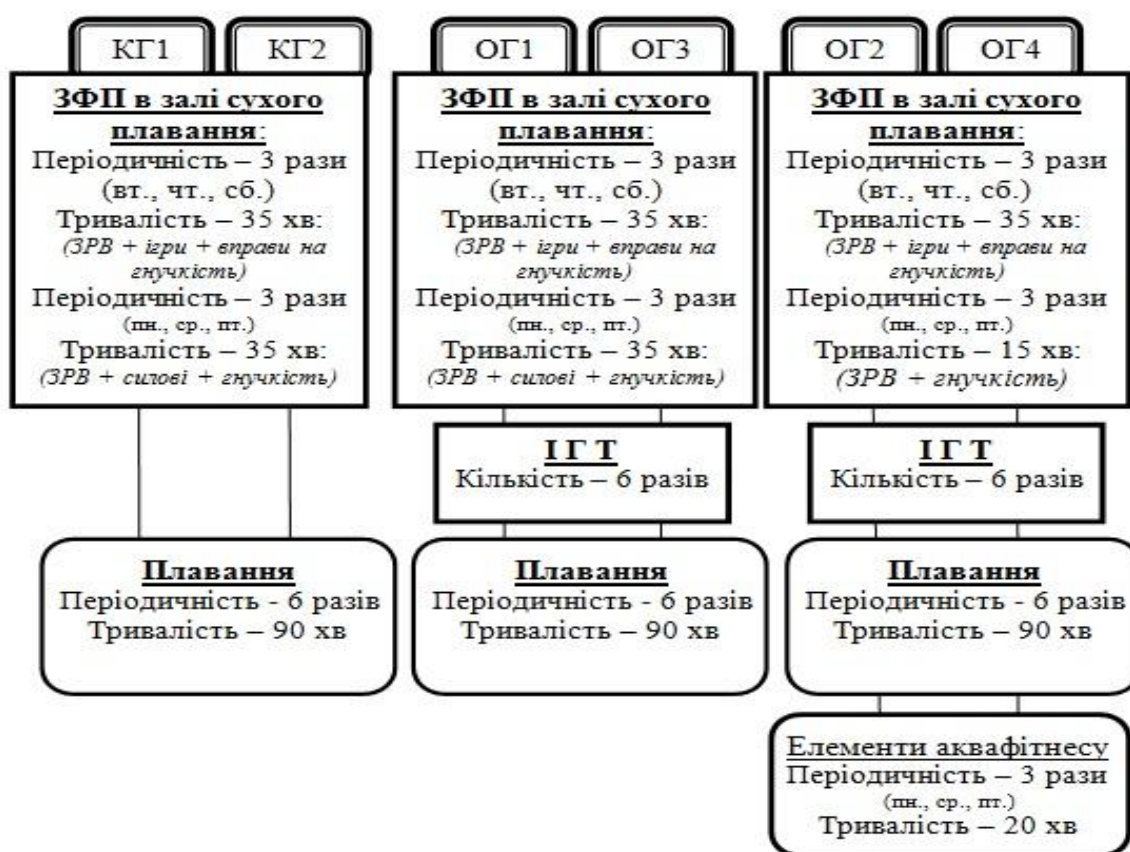 КГ1
КГ2
ЗФП в залі сухого
плавання:
Періодичність – 3 рази
(вт., чт., сб.)
Тривалість – 35 хв:
(ЗРВ + ігри + вправи на
гнучкість)
Періодичність – 3 рази
(пн., ср., пт.)
Тривалість – 35 хв:
(ЗРВ + силові + гнучкість)
Плавання
Періодичність - 6 разів
Тривалість – 90 хв
ОГ1
ОГ3
ЗФП в залі сухого
плавання:
Періодичність – 3 рази
(вт., чт., сб.)
Тривалість – 35 хв:
(ЗРВ + ігри + вправи на
гнучкість)
Періодичність – 3 рази
(пн., ср., пт.)
Тривалість – 35 хв:
(ЗРВ + силові + гнучкість)
І Г Т
Кількість – 6 разів
Плавання
Періодичність - 6 разів
Тривалість – 90 хв
ОГ2
ОГ4
ЗФП в залі сухого
плавання:
Періодичність – 3 рази
(вт., чт., сб.)
Тривалість – 35 хв:
(ЗРВ + ігри + вправи на
гнучкість)
Періодичність – 3 рази
(пн., ср., пт.)
Тривалість – 15 хв:
(ЗРВ + гнучкість)
І Г Т
Кількість – 6 разів
Плавання
Періодичність - 6 разів
Тривалість – 90 хв
Елементи аквафітнесу
Періодичність – 3 рази
(пн., ср., пт.)
Тривалість – 20 хв